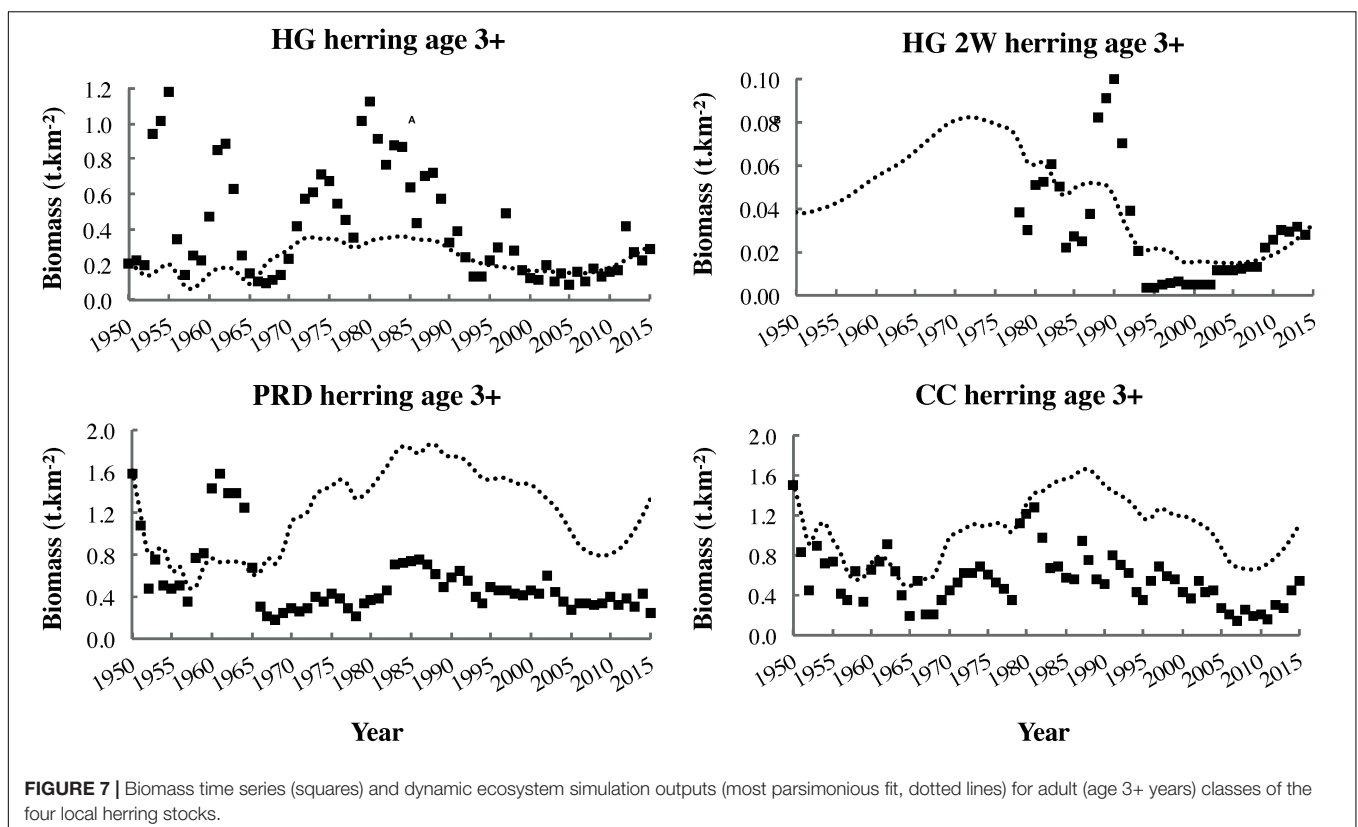 HG herring age 3+
HG 2W herring age 3+
Biomass (t.km-2)
1.2
1.0
0.8
0.6
0.4
0.2
0.0
A
1950 1955 1960 1965 1970 1975 1980 1985 1990 1995 2000 2005 2010 2015
Biomass (t.km-2)
0.10
0.08
0.06
0.04
0.02
0.00
1950 1955 1960 1965 1970 1975 1980 1985 1990 1995 2000 2005 2010 2015
PRD herring age 3+
CC herring age 3+
Biomass (t.km-2)
2.0
1.6
1.2
0.8
0.4
0.0
1950 1955 1960 1965 1970 1975 1980 1985 1990 1995 2000 2005 2010 2015
Year
Biomass (t.km-2)
2.0
1.6
1.2
0.8
0.4
0.0
1950 1955 1960 1965 1970 1975 1980 1985 1990 1995 2000 2005 2010 2015
Year
FIGURE 7 | Biomass time series (squares) and dynamic ecosystem simulation outputs (most parsimonious fit, dotted lines) for adult (age 3+ years) classes of the
four local herring stocks.